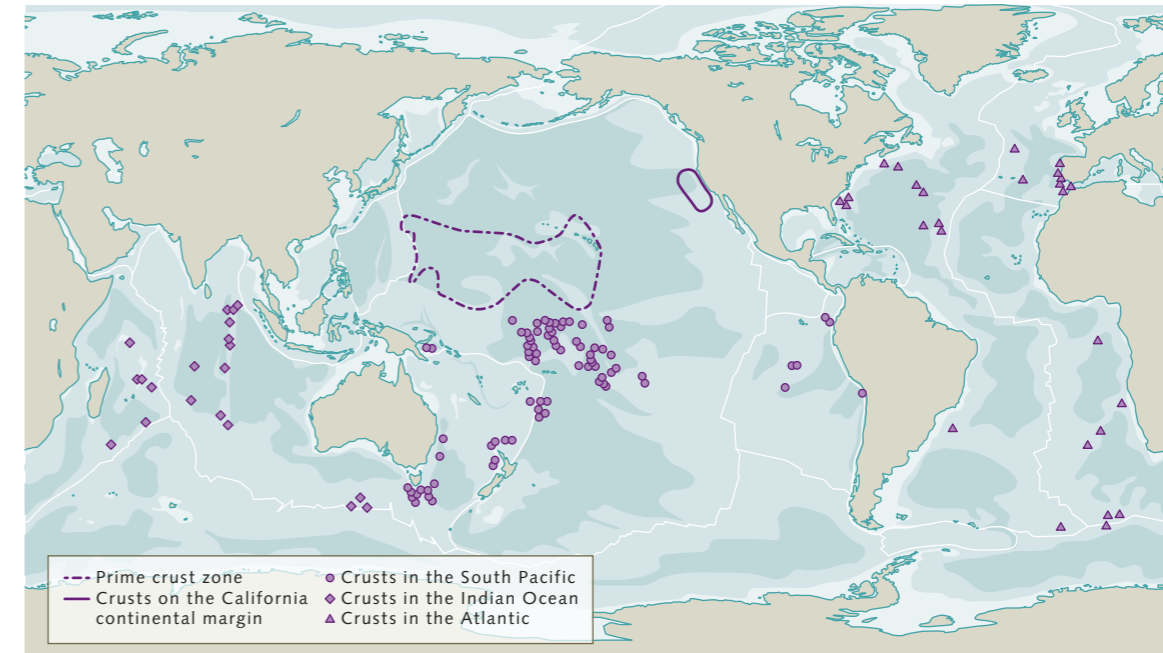 Prime crust zone
Crusts on the California
continental margin
Crusts in the South Pacific
Crusts in the Indian Ocean
Crusts in the Atlantic